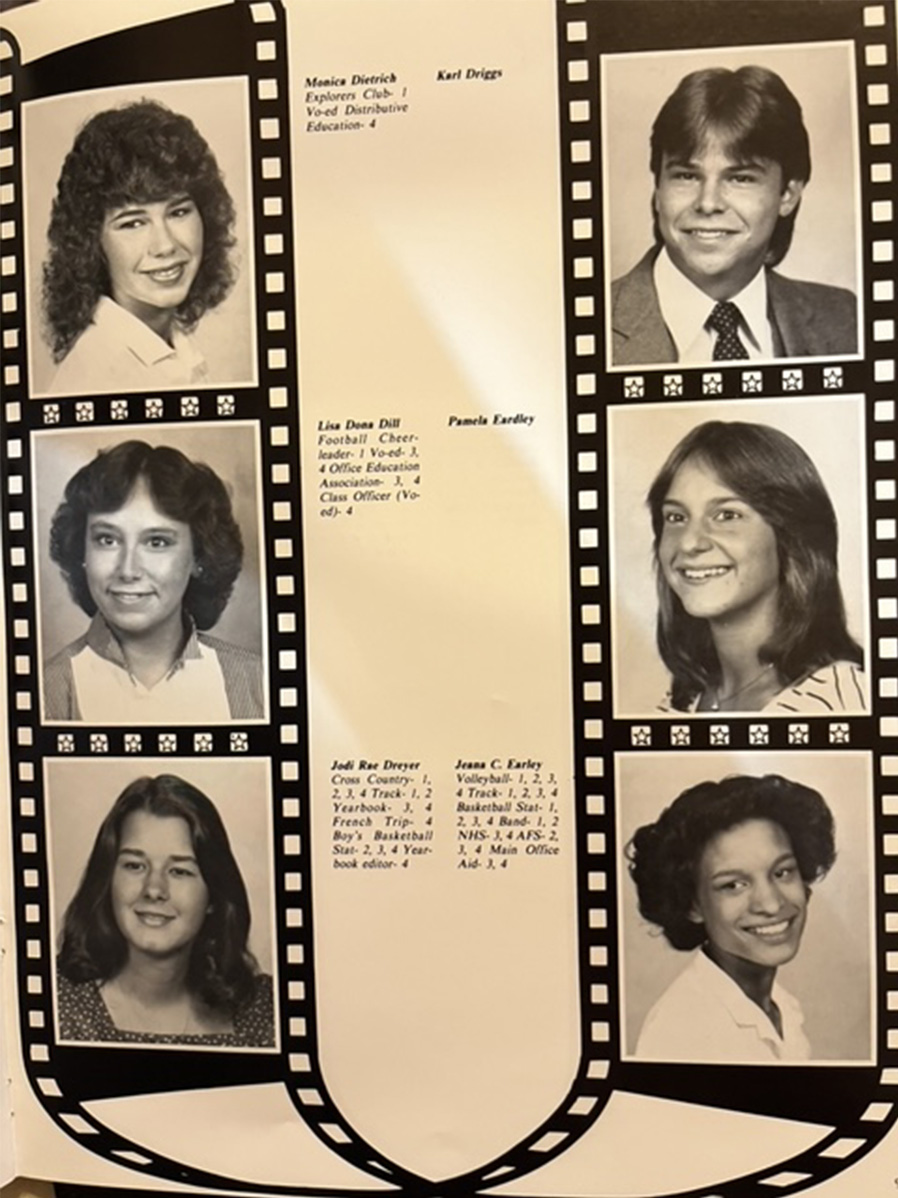 Monica Dietrich
Explorers Club- 1
Vo-ed Distributive
Education- 4
Karl Driggs
Lisa Dona Dill
Football Cheer-
leader- 1 Vo-ed- 3,
4 Office Education
Association- 3, 4
Class Officer (Vo-
ed)- 4
Pamela Eardley
Jodi Rae Dreyer
Cross Country- 1,
2, 3, 4 Track- 1, 2
Yearbook- 3, 4
French Trip- 4
Boy's Basketball
Stat- 2, 3, 4 Year-
book editor- 4
Jeana C. Earley
Volleyball- 1, 2, 3,
4 Track- 1, 2, 3, 4
Basketball Stat- 1,
2, 3, 4 Band- 1, 2
NHS- 3, 4 AFS- 2,
3, 4 Main Office
Aid- 3, 4